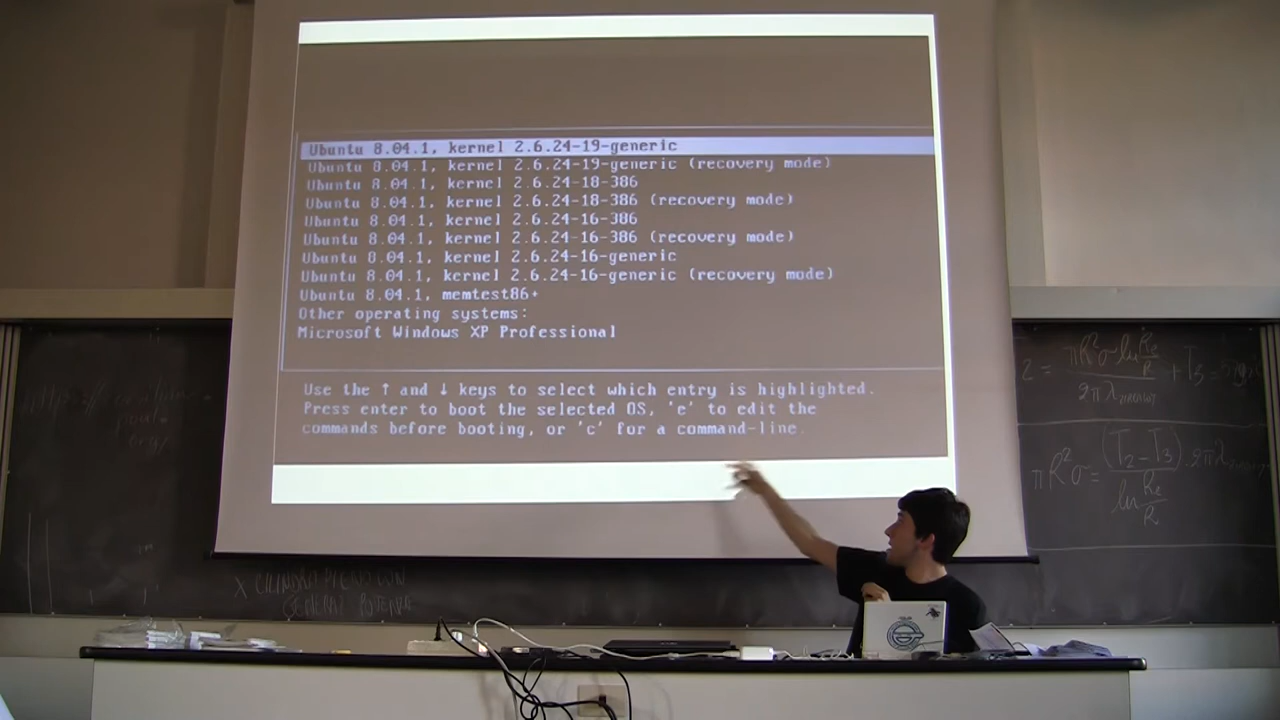 Ubuntu 8.04.1, kernel 2.6.24-19-generic
Ubuntu 8.04.1, kernel 2.6.24-19-generic (recovery mode)
Ubuntu 8.04.1, kernel 2.6.24-18-386
Ubuntu 8.04.1, kernel 2.6.24-18-386 (recovery mode)
Ubuntu 8.04.1, kernel 2.6.24-16-386
Ubuntu 8.04.1, kernel 2.6.24-16-386 (recovery mode)
Ubuntu 8.04.1, kernel 2.6.24-16-generic
Ubuntu 8.04.1, kernel 2.6.24-16-generic (recovery mode)
Ubuntu 8.04.1, memtest86+
Other operating systems:
Microsoft Windows XP Professional
Use the ↑ and ↓ keys to select which entry is highlighted.
Press enter to boot the selected OS, 'e' to edit the
commands before booting, or 'c' for a command-line.